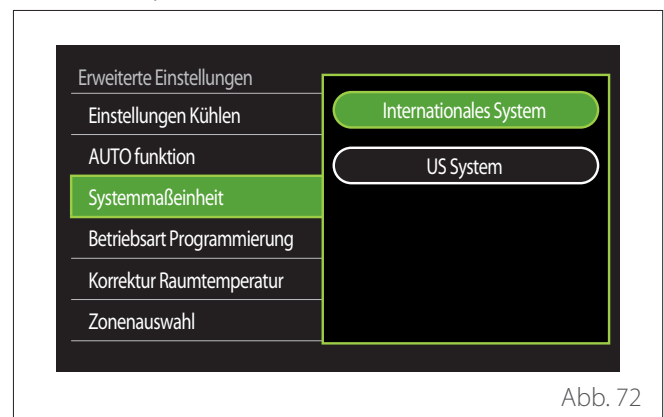 Erweiterte Einstellungen
Einstellungen Kühlen
AUTO funktion
Systemmaßeinheit
Betriebsart Programmierung
Korrektur Raumtemperatur
Zonenauswahl
Internationales System
US System
Abb. 72